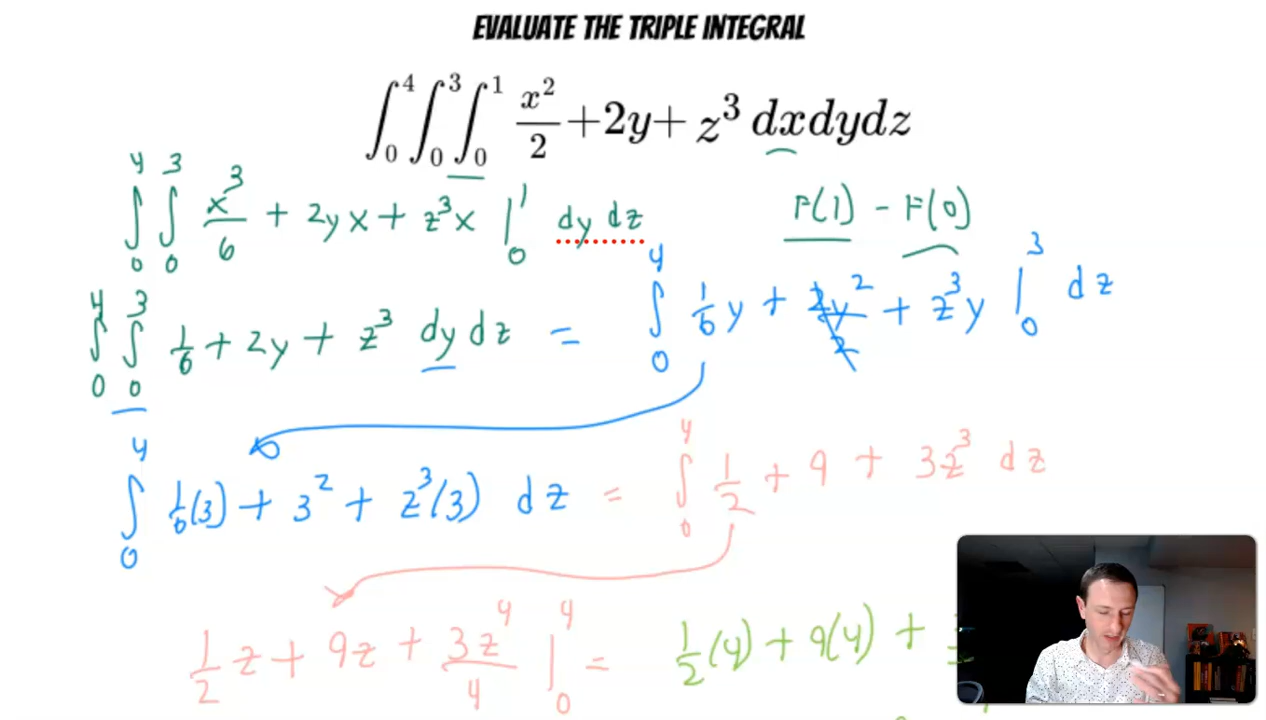 EVALUATE THE TRIPLE INTEGRAL
∫₀⁴ ∫₀³ ∫₀¹ x²/2 + 2y + z³ dxdydz
∫₀⁴ ∫₀³ x³/6 + 2yx + z³x |₀¹ dy dz
F(1) - F(0)
∫₀⁴ ∫₀³ 1/6 + 2y + z³ dy dz = ∫₀⁴ 1/6 y + 2y²/2 + z³y |₀³ dz
∫₀⁴ 1/6(3) + 3² + z³(3) dz = ∫₀⁴ 1/2 + 9 + 3z³ dz
1/2 z + 9z + 3z⁴/4 |₀⁴ = 1/2(4) + 9(4) +